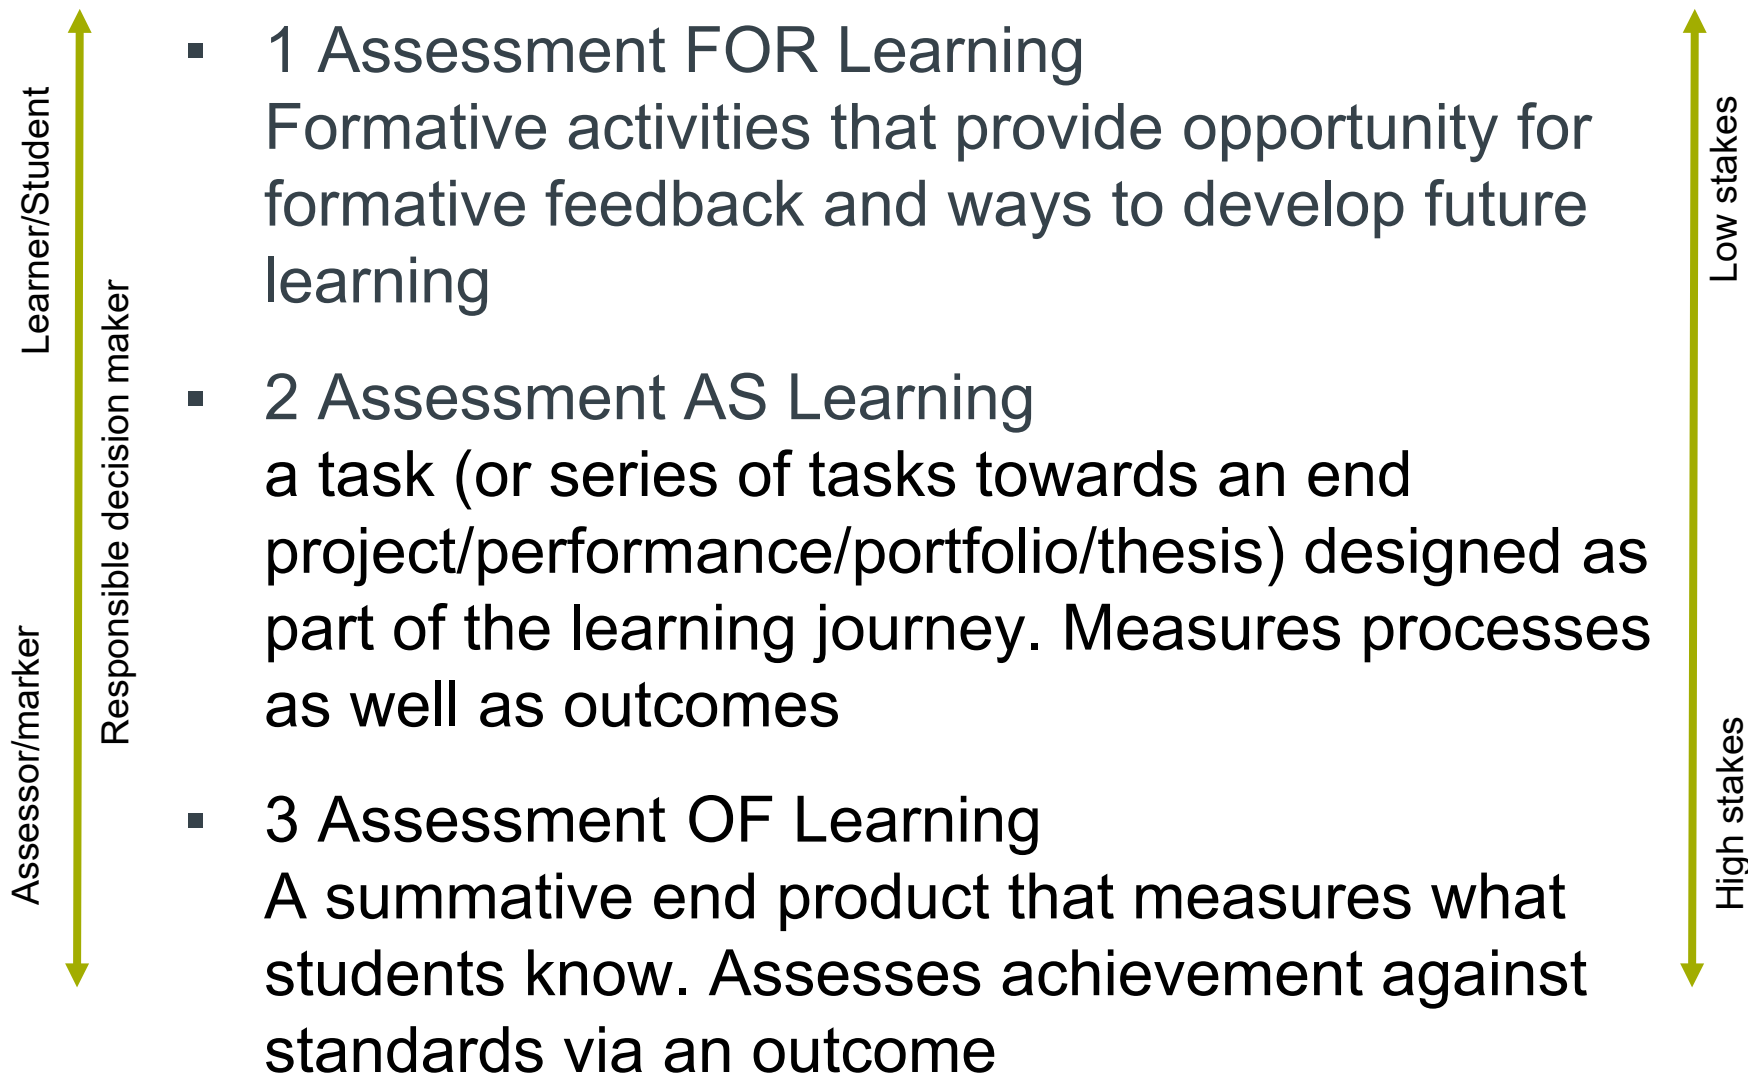 Learner/Student
Assessor/marker
Responsible decision maker
1 Assessment FOR Learning
Formative activities that provide opportunity for
formative feedback and ways to develop future
learning
2 Assessment AS Learning
a task (or series of tasks towards an end
project/performance/portfolio/thesis) designed as
part of the learning journey. Measures processes
as well as outcomes
3 Assessment OF Learning
A summative end product that measures what
students know. Assesses achievement against
standards via an outcome
Low stakes
High stakes